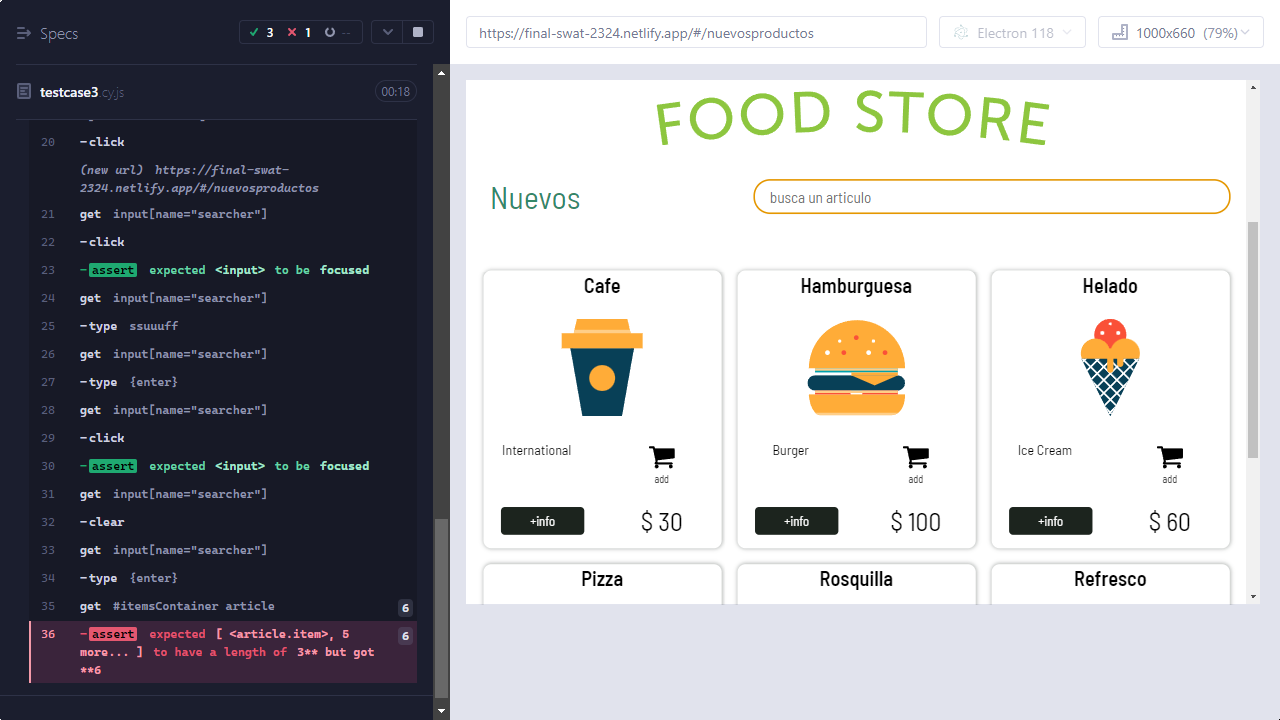 Specs
3
1
--
testcase3.cy.js
00:18
20 -click
(new url) https://final-swat-
2324.netlify.app/#/nuevosproductos
21 get input[name="searcher"]
22 -click
23 -assert expected <input> to be focused
24 get input[name="searcher"]
25 -type ssuuuff
26 get input[name="searcher"]
27 -type {enter}
28 get input[name="searcher"]
29 -click
30 -assert expected <input> to be focused
31 get input[name="searcher"]
32 -clear
33 get input[name="searcher"]
34 -type {enter}
35 get #itemsContainer article 6
36 -assert expected [ <article.item>, 5 6
more... ] to have a length of 3** but got
**6
https://final-swat-2324.netlify.app/#/nuevosproductos
Electron 118
1000x660 (79%)
FOOD STORE
Nuevos
busca un articulo
Cafe
International
add
+info
$ 30
Hamburguesa
Burger
add
+info
$ 100
Helado
Ice Cream
add
+info
$ 60
Pizza
Rosquilla
Refresco